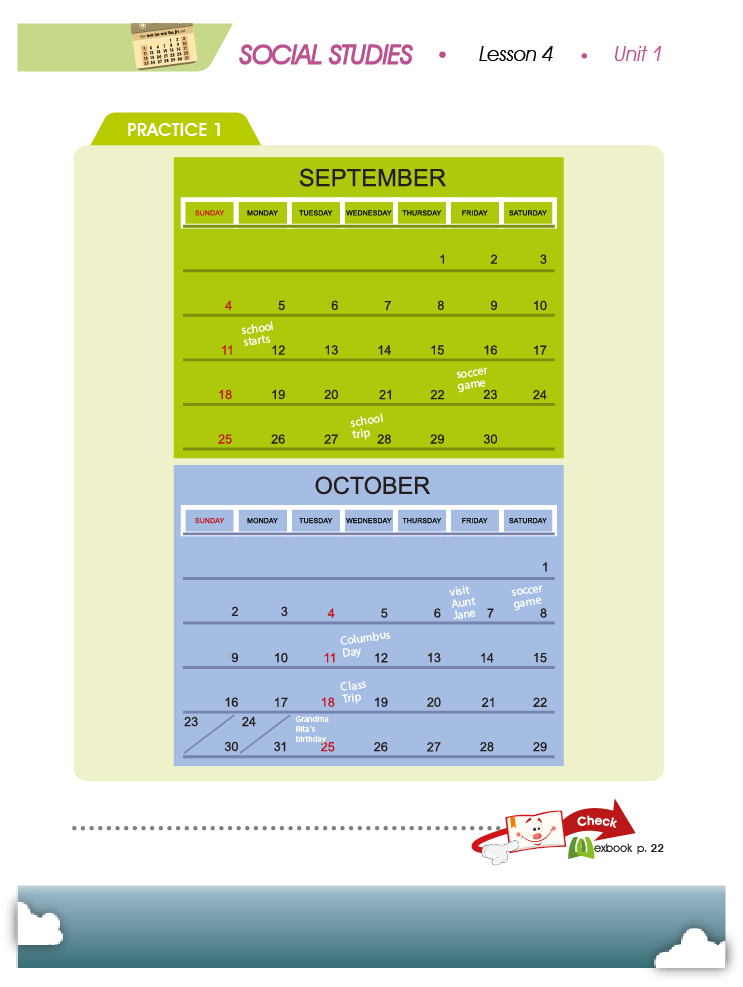 SOCIAL STUDIES • Lesson 4 • Unit 1
PRACTICE 1
SEPTEMBER
SUNDAY MONDAY TUESDAY WEDNESDAY THURSDAY FRIDAY SATURDAY
1 2 3
4 5 6 7 8 9 10
school
starts
11 12 13 14 15 16 17
soccer
game
18 19 20 21 22 23 24
school
trip
25 26 27 28 29 30
OCTOBER
SUNDAY MONDAY TUESDAY WEDNESDAY THURSDAY FRIDAY SATURDAY
1
visit
Aunt
Jane
soccer
game
2 3 4 5 6 7 8
Columbus
Day
9 10 11 12 13 14 15
Class
Trip
16 17 18 19 20 21 22
23 24
Grandma
Rita's
birthday
30 31 25 26 27 28 29
Check
exbook p. 22